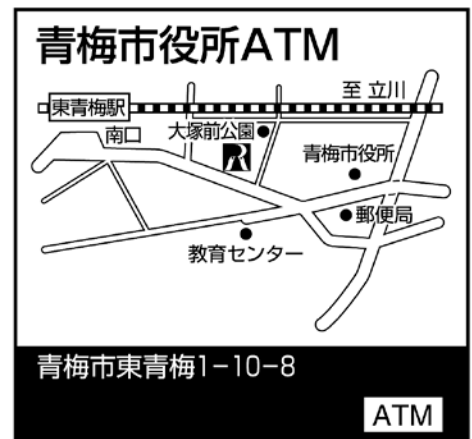 青梅市役所ATM
至 立川
東青梅駅
南口
大塚前公園
青梅市役所
郵便局
教育センター
青梅市東青梅1-10-8
ATM